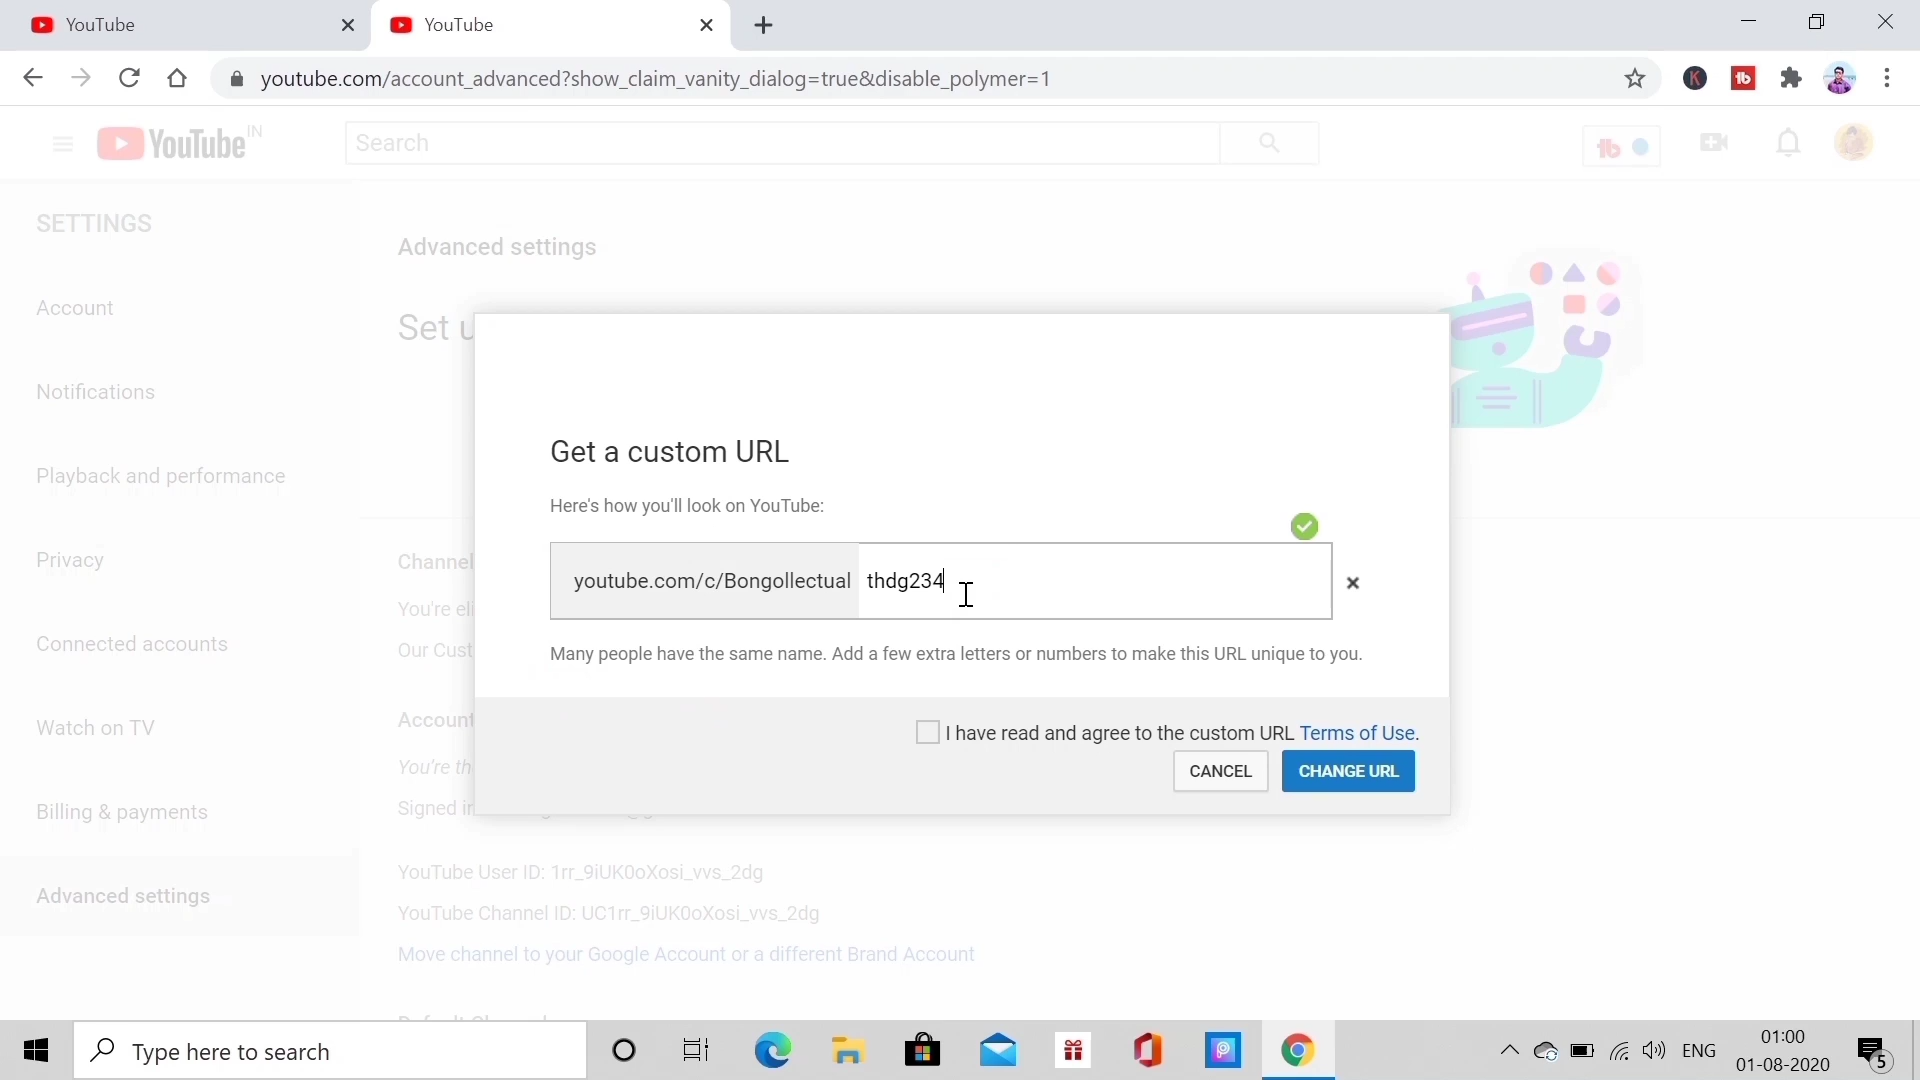 YouTube
YouTube
youtube.com/account_advanced?show_claim_vanity_dialog=true&disable_polymer=1
YouTube IN
Search
SETTINGS
Account
Notifications
Playback and performance
Privacy
Connected accounts
Watch on TV
Billing & payments
Advanced settings
Advanced settings
Set u
Get a custom URL
Here's how you'll look on YouTube:
youtube.com/c/Bongollectual thdg234
Many people have the same name. Add a few extra letters or numbers to make this URL unique to you.
I have read and agree to the custom URL Terms of Use.
CANCEL
CHANGE URL
Channel
You're eli
Our Cust
Account
You're th
Signed in
YouTube User ID: 1rr_9iUK0oXosi_vvs_2dg
YouTube Channel ID: UC1rr_9iUK0oXosi_vvs_2dg
Move channel to your Google Account or a different Brand Account
Type here to search
ENG
01:00
01-08-2020
5